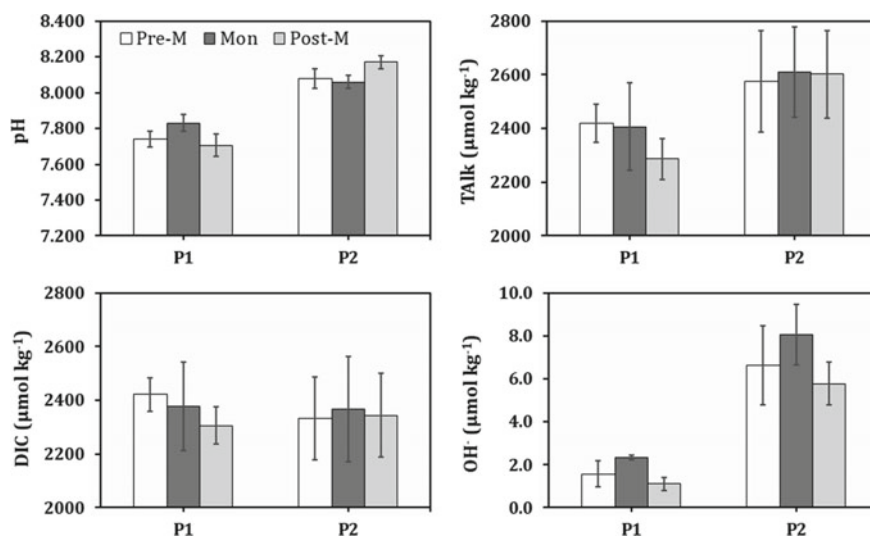 Pre-M Mon Post-M
pH
8.400
8.200
8.000
7.800
7.600
7.400
7.200
P1 P2
TAlk (µmol kg⁻¹)
2800
2600
2400
2200
2000
P1 P2
DIC (µmol kg⁻¹)
2800
2600
2400
2200
2000
P1 P2
OH⁻ (µmol kg⁻¹)
10.0
8.0
6.0
4.0
2.0
0.0
P1 P2